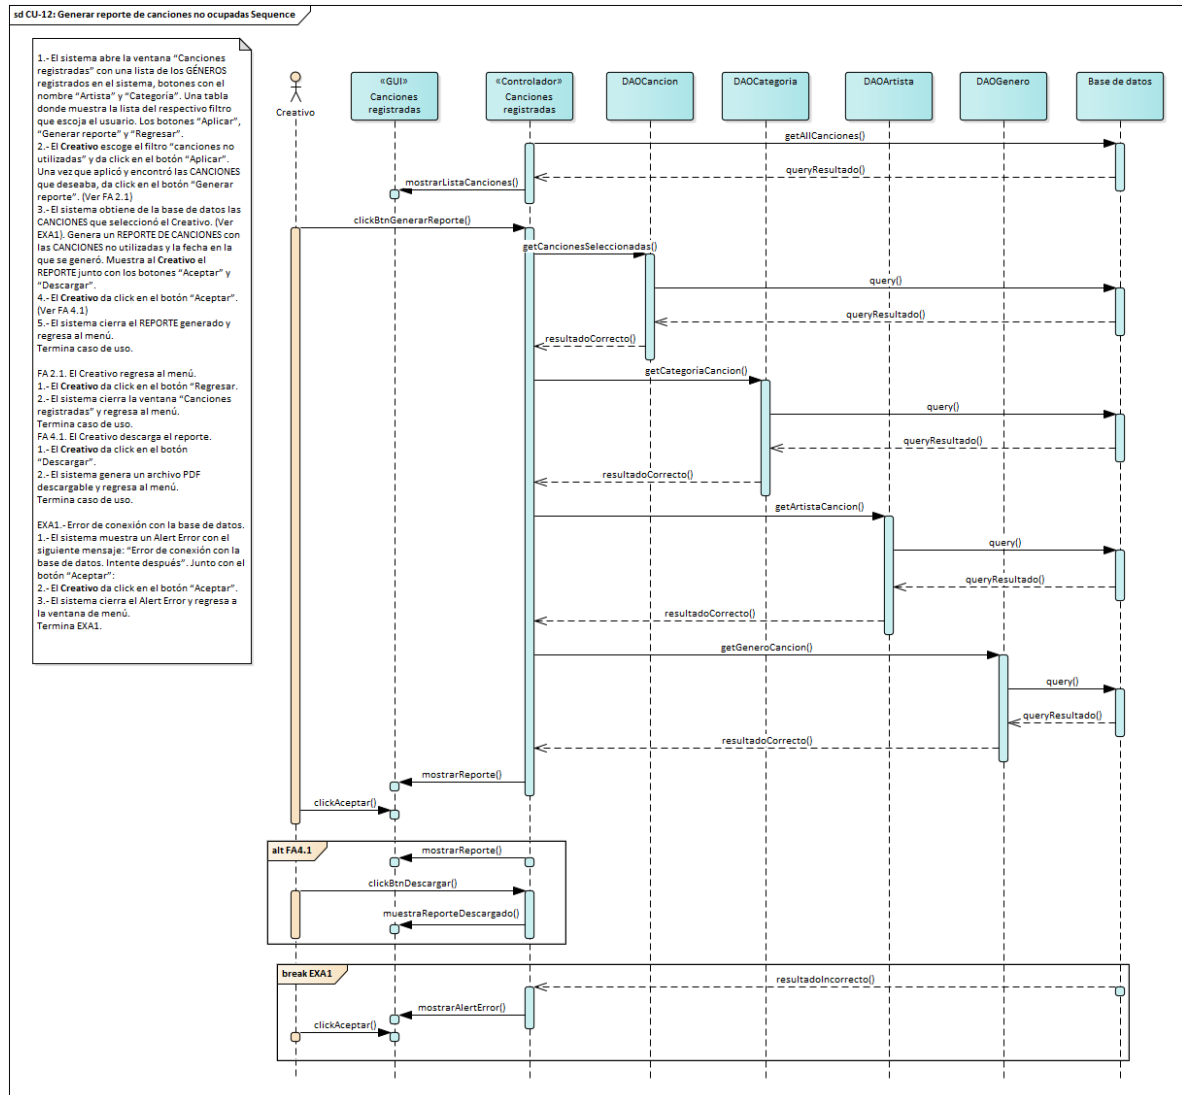 sd CU-12: Generar reporte de canciones no ocupadas Sequence
1.- El sistema abre la ventana “Canciones
registradas” con una lista de los GÉNEROS
registrados en el sistema, botones con el
nombre “Artista” y “Categoria”. Una tabla
donde muestra la lista del respectivo filtro
que escoja el usuario. Los botones “Aplicar”,
“Generar reporte” y “Regresar”.
2.- El Creativo escoge el filtro “canciones no
utilizadas” y da click en el botón “Aplicar”.
Una vez que aplicó y encontró las CANCIONES
que deseaba, da click en el botón “Generar
reporte”. (Ver FA 2.1)
3.- El sistema obtiene de la base de datos las
CANCIONES que seleccionó el Creativo. (Ver
EXA1). Genera un REPORTE DE CANCIONES con
las CANCIONES no utilizadas y la fecha en la
que se generó. Muestra al Creativo el
REPORTE junto con los botones “Aceptar” y
“Descargar”.
4.- El Creativo da click en el botón “Aceptar”.
(Ver FA 4.1)
5.- El sistema cierra el REPORTE generado y
regresa al menú.
Termina caso de uso.
FA 2.1. El Creativo regresa al menú.
1.- El Creativo da click en el botón “Regresar.
2.- El sistema cierra la ventana “Canciones
registradas” y regresa al menú.
Termina caso de uso.
FA 4.1. El Creativo descarga el reporte.
1.- El Creativo da click en el botón
“Descargar”.
2.- El sistema genera un archivo PDF
descargable y regresa al menú.
Termina caso de uso.
EXA1.- Error de conexión con la base de datos.
1.- El sistema muestra un Alert Error con el
siguiente mensaje: “Error de conexión con la
base de datos. Intente después”. Junto con el
botón “Aceptar”:
2.- El Creativo da click en el botón “Aceptar”.
3.- El sistema cierra el Alert Error y regresa a
la ventana de menú.
Termina EXA1.
Creativo
«GUI»
Canciones
registradas
«Controlador»
Canciones
registradas
DAOCancion
DAOCategoria
DAOArtista
DAOGenero
Base de datos
getAllCanciones()
queryResultado()
mostrarListaCanciones()
clickBtnGenerarReporte()
getCancionesSeleccionadas()
query()
queryResultado()
resultadoCorrecto()
getCategoriaCancion()
query()
queryResultado()
resultadoCorrecto()
getArtistaCancion()
query()
queryResultado()
resultadoCorrecto()
getGeneroCancion()
query()
queryResultado()
resultadoCorrecto()
mostrarReporte()
clickAceptar()
alt FA4.1
mostrarReporte()
clickBtnDescargar()
muestraReporteDescargado()
break EXA1
resultadoIncorrecto()
mostrarAlertError()
clickAceptar()